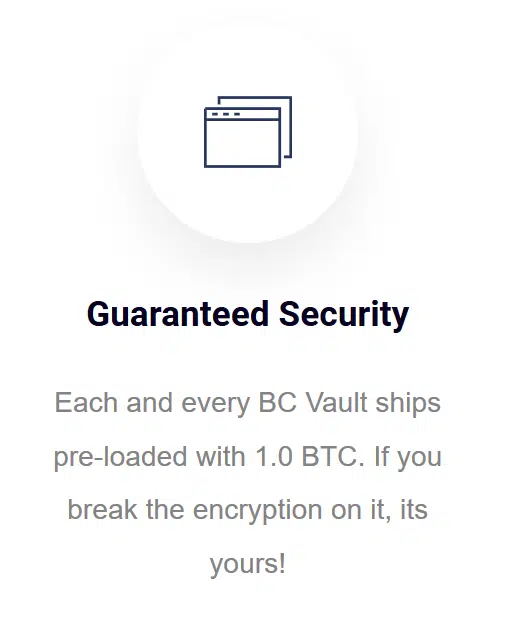 Guaranteed Security
Each and every BC Vault ships
pre-loaded with 1.0 BTC. If you
break the encryption on it, its
yours!